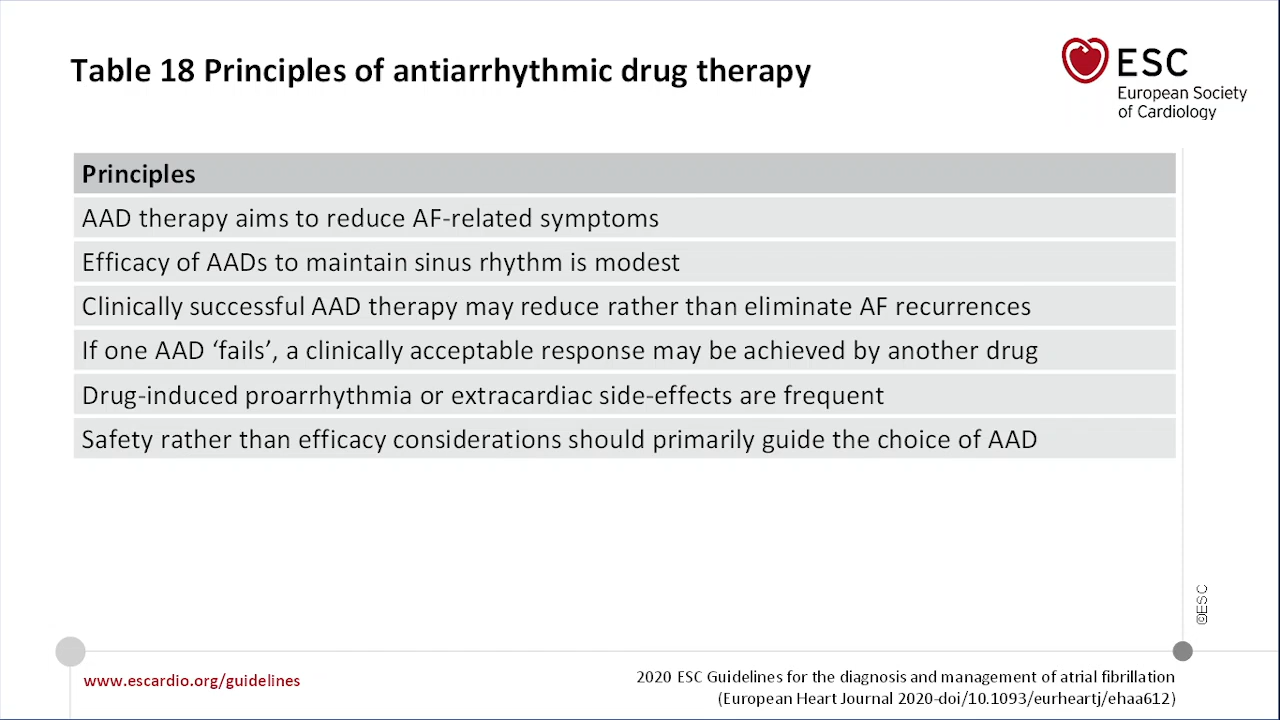 Table 18 Principles of antiarrhythmic drug therapy
ESC
European Society
of Cardiology
Principles
AAD therapy aims to reduce AF-related symptoms
Efficacy of AADs to maintain sinus rhythm is modest
Clinically successful AAD therapy may reduce rather than eliminate AF recurrences
If one AAD ‘fails’, a clinically acceptable response may be achieved by another drug
Drug-induced proarrhythmia or extracardiac side-effects are frequent
Safety rather than efficacy considerations should primarily guide the choice of AAD
©ESC
www.escardio.org/guidelines
2020 ESC Guidelines for the diagnosis and management of atrial fibrillation
(European Heart Journal 2020-doi/10.1093/eurheartj/ehaa612)